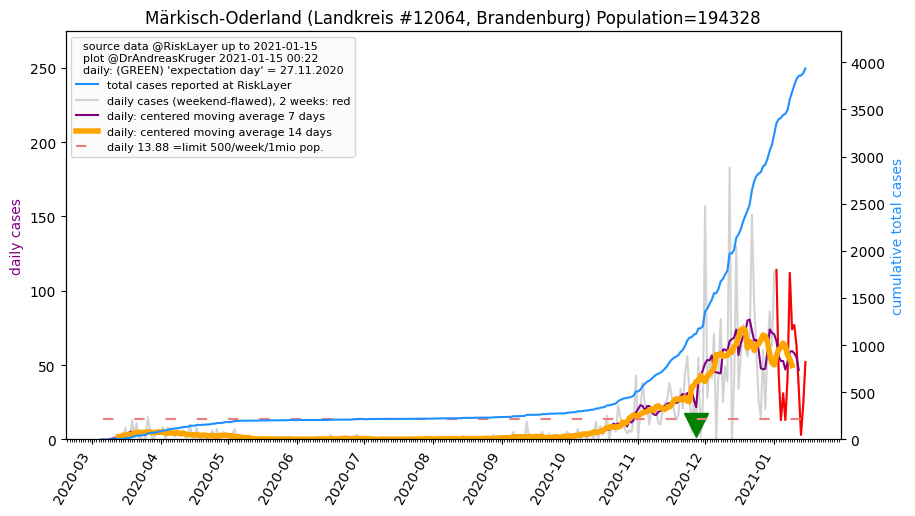 Märkisch-Oderland (Landkreis #12064, Brandenburg) Population=194328
source data @RiskLayer up to 2021-01-15
plot @DrAndreasKruger 2021-01-15 00:22
daily: (GREEN) 'expectation day' = 27.11.2020
total cases reported at RiskLayer
daily cases (weekend-flawed), 2 weeks: red
daily: centered moving average 7 days
daily: centered moving average 14 days
daily 13.88 =limit 500/week/1mio pop.
daily cases
250
200
150
100
50
0
cumulative total cases
4000
3500
3000
2500
2000
1500
1000
500
0
2020-03
2020-04
2020-05
2020-06
2020-07
2020-08
2020-09
2020-10
2020-11
2020-12
2021-01